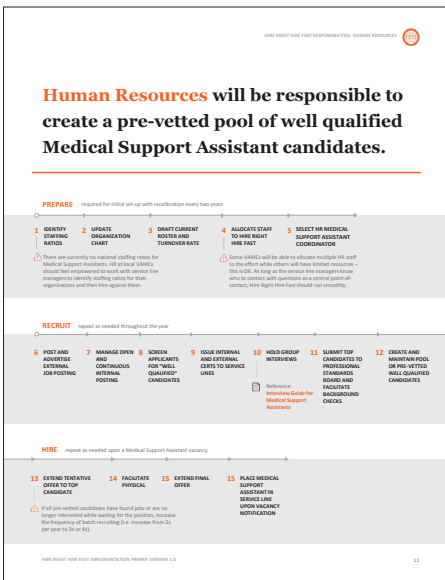 HIRE RIGHT HIRE FAST RESPONSIBILITIES: HUMAN RESOURCES
Human Resources will be responsible to
create a pre-vetted pool of well qualified
Medical Support Assistant candidates.
PREPARE required for initial set-up with recalibration every two years
1 IDENTIFY
STAFFING
RATIOS
2 UPDATE
ORGANIZATION
CHART
3 DRAFT CURRENT
ROSTER AND
TURNOVER RATE
4 ALLOCATE STAFF
TO HIRE RIGHT
HIRE FAST
5 SELECT HR MEDICAL
SUPPORT ASSISTANT
COORDINATOR
There are currently no national staffing ratios for
Medical Support Assistants. HR at local VAMCs
should feel empowered to work with service line
managers to identify staffing ratios for their
organizations and then hire against them.
Some VAMCs will be able to allocate multiple HR staff
to the effort while others will have limited resources –
this is OK. As long as the service line managers know
who to contact with questions as a central point-of-
contact, Hire Right Hire Fast should run smoothly.
RECRUIT repeat as needed throughout the year
6 POST AND
ADVERTISE
EXTERNAL
JOB POSTING
7 MANAGE OPEN
AND
CONTINUOUS
INTERNAL
POSTING
8 SCREEN
APPLICANTS
FOR "WELL
QUALIFIED"
CANDIDATES
9 ISSUE INTERNAL
AND EXTERNAL
CERTS TO SERVICE
LINES
10 HOLD GROUP
INTERVIEWS
Reference:
Interview Guide for
Medical Support
Assistants
11 SUBMIT TOP
CANDIDATES TO
PROFESSIONAL
STANDARDS
BOARD AND
FACILITATE
BACKGROUND
CHECKS
12 CREATE AND
MAINTAIN POOL
OR PRE-VETTED
WELL QUALIFIED
CANDIDATES
HIRE repeat as needed upon a Medical Support Assistant vacancy
13 EXTEND TENTATIVE
OFFER TO TOP
CANDIDATE
14 FACILITATE
PHYSICAL
15 EXTEND FINAL
OFFER
15 PLACE MEDICAL
SUPPORT
ASSISTANT IN
SERVICE LINE
UPON VACANCY
NOTIFICATION
If all pre-vetted candidates have found jobs or are no
longer interested while waiting for the position, increase
the frequency of batch recruiting (i.e. increase from 2x
per year to 3x or 4x).
HIRE RIGHT HIRE FAST IMPLEMENTATION PRIMER VERSION 1.0
11